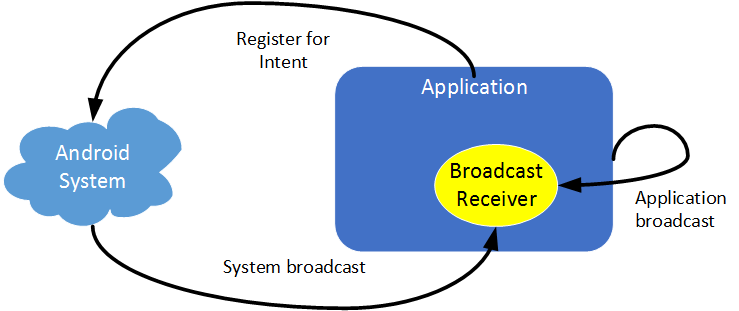 Register for
Intent
Application
Android
System
Broadcast
Receiver
Application
broadcast
System broadcast